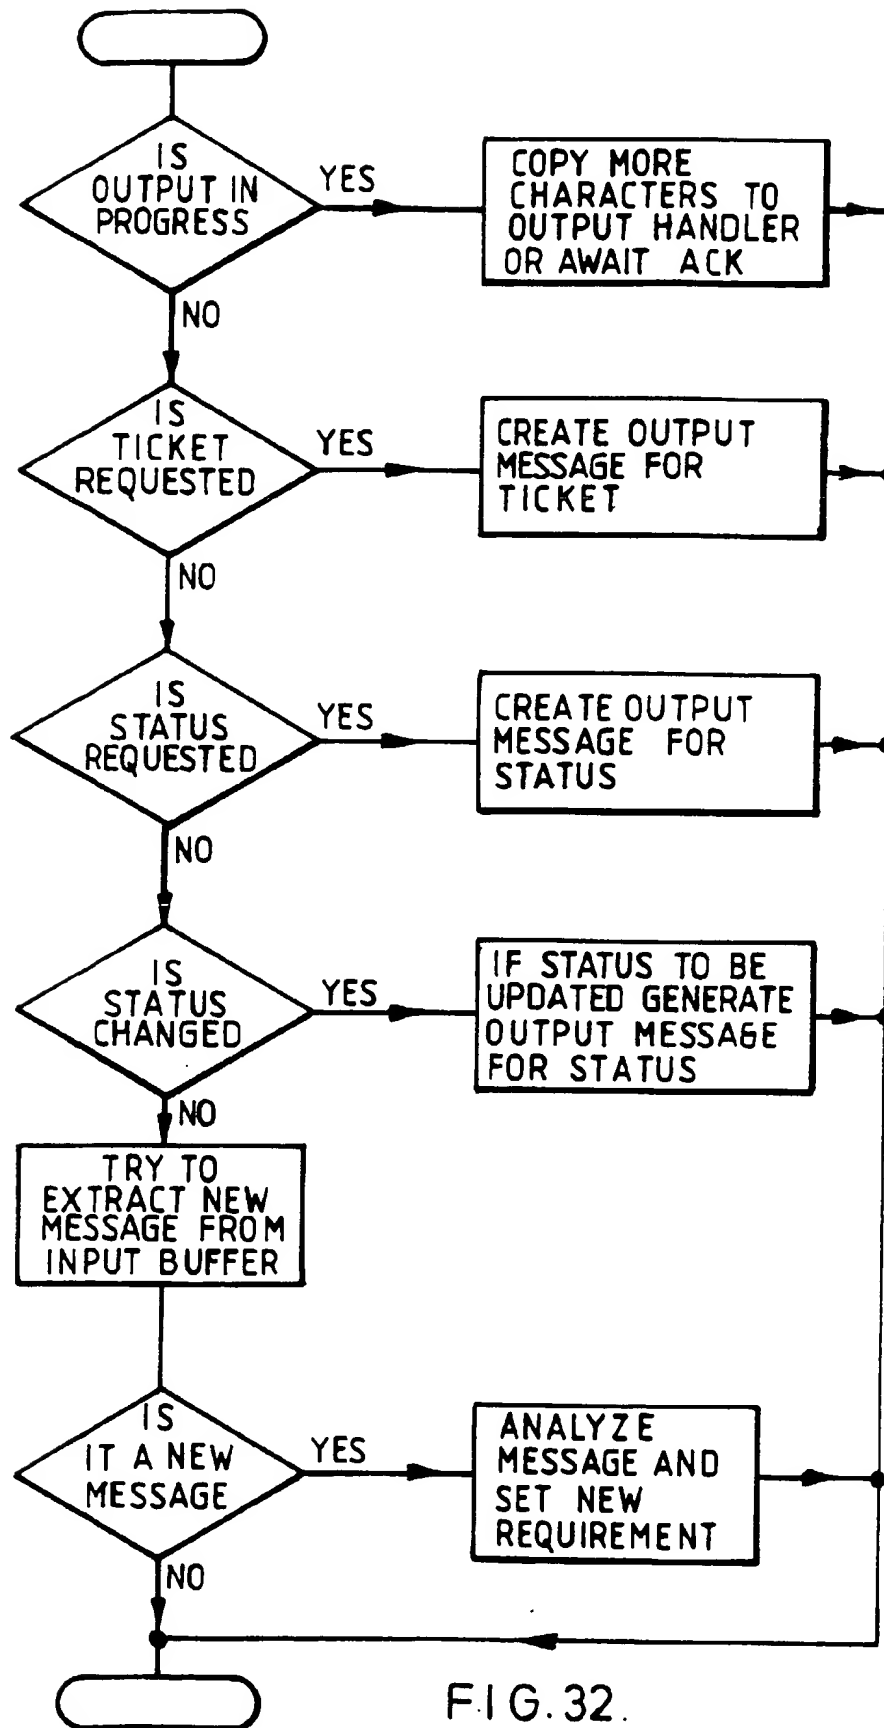 IS
OUTPUT IN
PROGRESS
YES
COPY MORE
CHARACTERS TO
OUTPUT HANDLER
OR AWAIT ACK
NO
IS
TICKET
REQUESTED
YES
CREATE OUTPUT
MESSAGE FOR
TICKET
NO
IS
STATUS
REQUESTED
YES
CREATE OUTPUT
MESSAGE FOR
STATUS
NO
IS
STATUS
CHANGED
YES
IF STATUS TO BE
UPDATED GENERATE
OUTPUT MESSAGE
FOR STATUS
NO
TRY TO
EXTRACT NEW
MESSAGE FROM
INPUT BUFFER
IS
IT A NEW
MESSAGE
YES
ANALYZE
MESSAGE AND
SET NEW
REQUIREMENT
NO
FIG. 32.